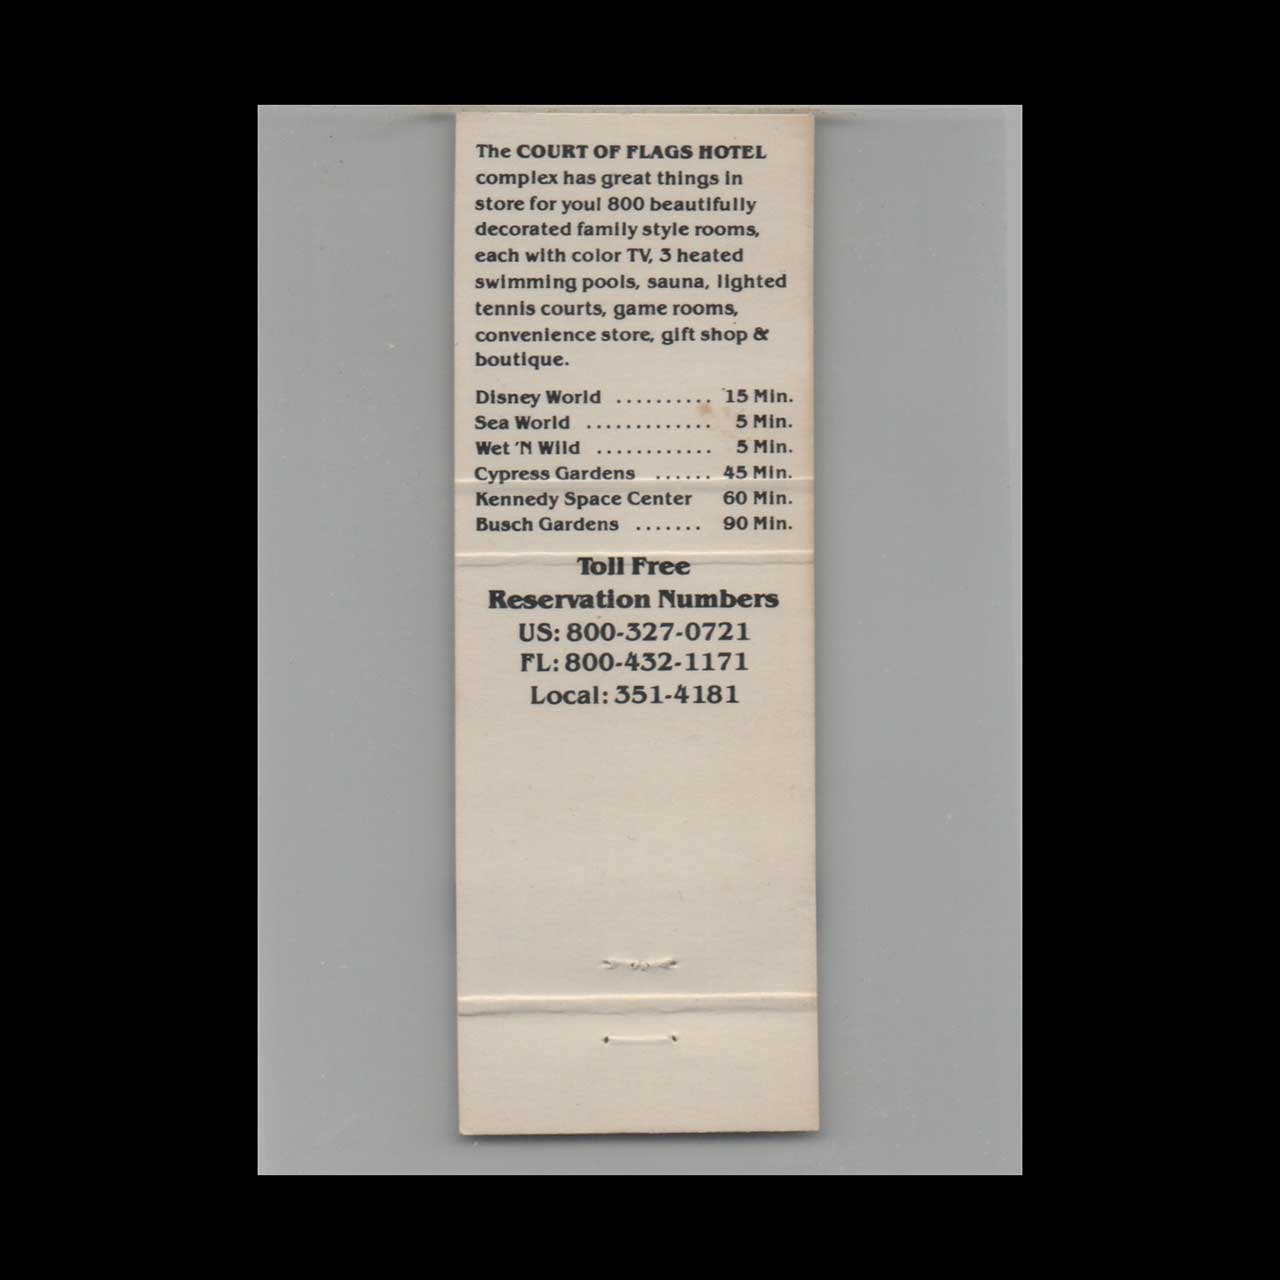 The COURT OF FLAGS HOTEL
complex has great things in
store for you! 800 beautifully
decorated family style rooms,
each with color TV, 3 heated
swimming pools, sauna, lighted
tennis courts, game rooms,
convenience store, gift shop &
boutique.
Disney World .......... 15 Min.
Sea World ............. 5 Min.
Wet 'N Wild ............ 5 Min.
Cypress Gardens ...... 45 Min.
Kennedy Space Center 60 Min.
Busch Gardens ....... 90 Min.
Toll Free
Reservation Numbers
US: 800-327-0721
FL: 800-432-1171
Local: 351-4181